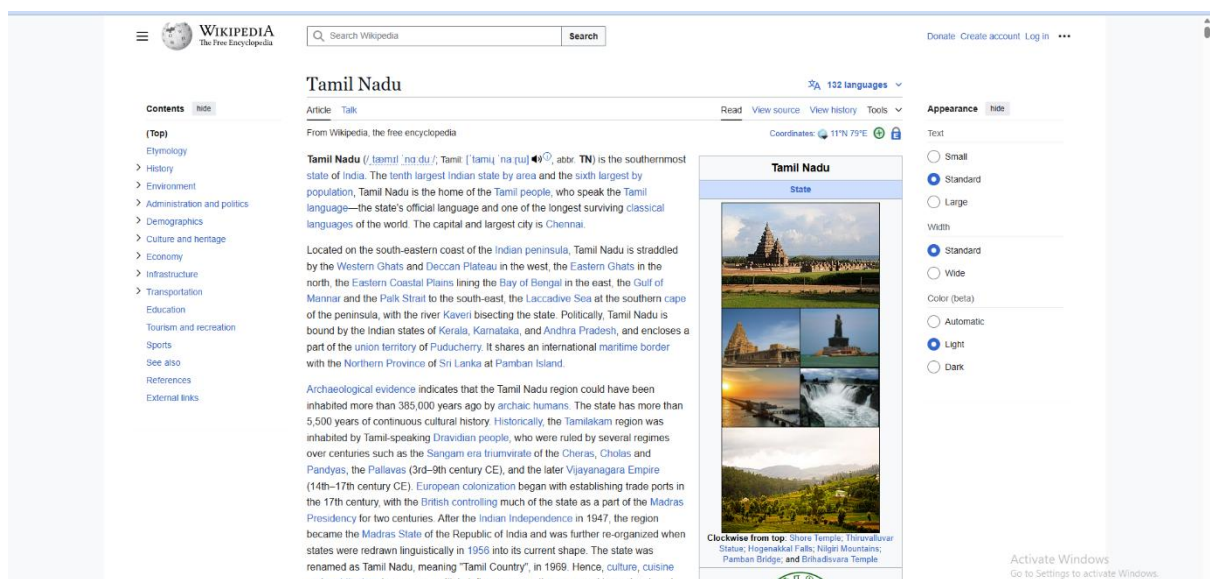 WIKIPEDIA
The Free Encyclopedia
Search Wikipedia
Search
Donate Create account Log in
Tamil Nadu
132 languages
Contents hide
(Top)
Etymology
History
Environment
Administration and politics
Demographics
Culture and heritage
Economy
Infrastructure
Transportation
Education
Tourism and recreation
Sports
See also
References
External links
Article Talk
Read View source View history Tools
From Wikipedia, the free encyclopedia
Coordinates: 11°N 79°E
Tamil Nadu (/ˌtæmɪl ˈnɑːduː/; Tamil: [ˈtamiɻ ˈnaːɽɯ] , abbr. TN) is the southernmost
state of India. The tenth largest Indian state by area and the sixth largest by
population, Tamil Nadu is the home of the Tamil people, who speak the Tamil
language—the state's official language and one of the longest surviving classical
languages of the world. The capital and largest city is Chennai.
Located on the south-eastern coast of the Indian peninsula, Tamil Nadu is straddled
by the Western Ghats and Deccan Plateau in the west, the Eastern Ghats in the
north, the Eastern Coastal Plains lining the Bay of Bengal in the east, the Gulf of
Mannar and the Palk Strait to the south-east, the Laccadive Sea at the southern cape
of the peninsula, with the river Kaveri bisecting the state. Politically, Tamil Nadu is
bound by the Indian states of Kerala, Karnataka, and Andhra Pradesh, and encloses a
part of the union territory of Puducherry. It shares an international maritime border
with the Northern Province of Sri Lanka at Pamban Island.
Archaeological evidence indicates that the Tamil Nadu region could have been
inhabited more than 385,000 years ago by archaic humans. The state has more than
5,500 years of continuous cultural history. Historically, the Tamilakam region was
inhabited by Tamil-speaking Dravidian people, who were ruled by several regimes
over centuries such as the Sangam era triumvirate of the Cheras, Cholas and
Pandyas, the Pallavas (3rd–9th century CE), and the later Vijayanagara Empire
(14th–17th century CE). European colonization began with establishing trade ports in
the 17th century, with the British controlling much of the state as a part of the Madras
Presidency for two centuries. After the Indian Independence in 1947, the region
became the Madras State of the Republic of India and was further re-organized when
states were redrawn linguistically in 1956 into its current shape. The state was
renamed as Tamil Nadu, meaning "Tamil Country", in 1969. Hence, culture, cuisine
Tamil Nadu
State
Clockwise from top: Shore Temple; Thiruvalluvar
Statue; Hogenakkal Falls; Nilgiri Mountains;
Pamban Bridge; and Brihadisvara Temple
Appearance hide
Text
Small
Standard
Large
Width
Standard
Wide
Color (beta)
Automatic
Light
Dark
Activate Windows
Go to Settings to activate Windows.